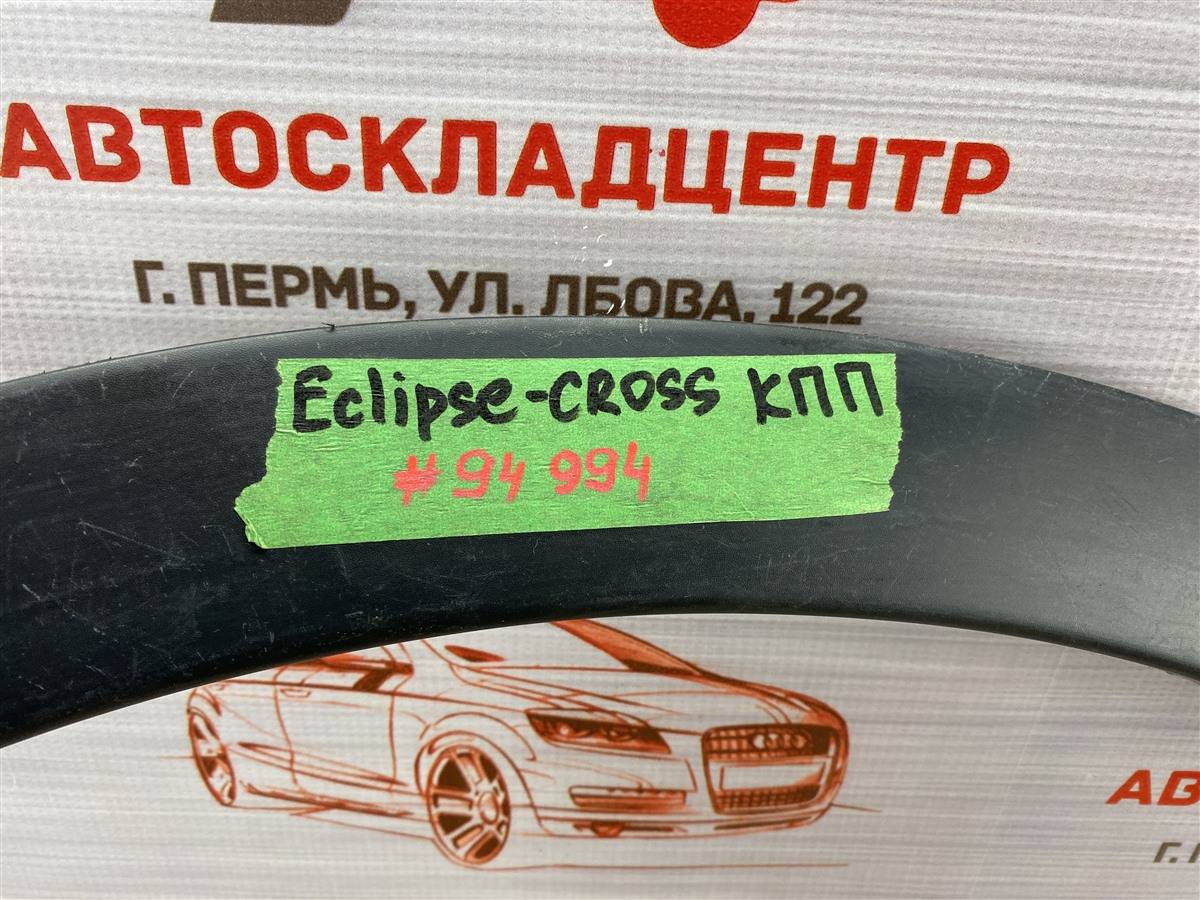 АВТОСКЛАДЦЕНТР
Г. ПЕРМЬ, УЛ. ЛБОВА, 122
Eclipse-CROSS КПП
#94 994
АВ
Г. П